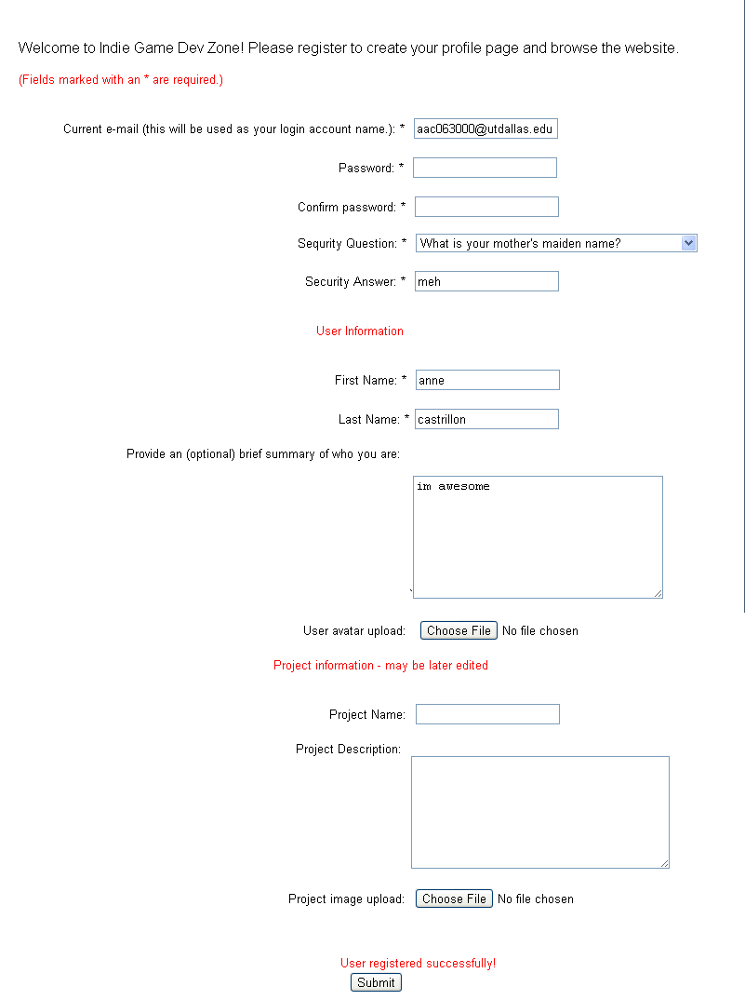 Welcome to Indie Game Dev Zone! Please register to create your profile page and browse the website.
(Fields marked with an * are required.)
Current e-mail (this will be used as your login account name.): * aac063000@utdallas.edu
Password: *
Confirm password: *
Sequrity Question: * What is your mother's maiden name?
Security Answer: * meh
User Information
First Name: * anne
Last Name: * castrillon
Provide an (optional) brief summary of who you are:
im awesome
User avatar upload: Choose File No file chosen
Project information - may be later edited
Project Name:
Project Description:
Project image upload: Choose File No file chosen
User registered successfully!
Submit